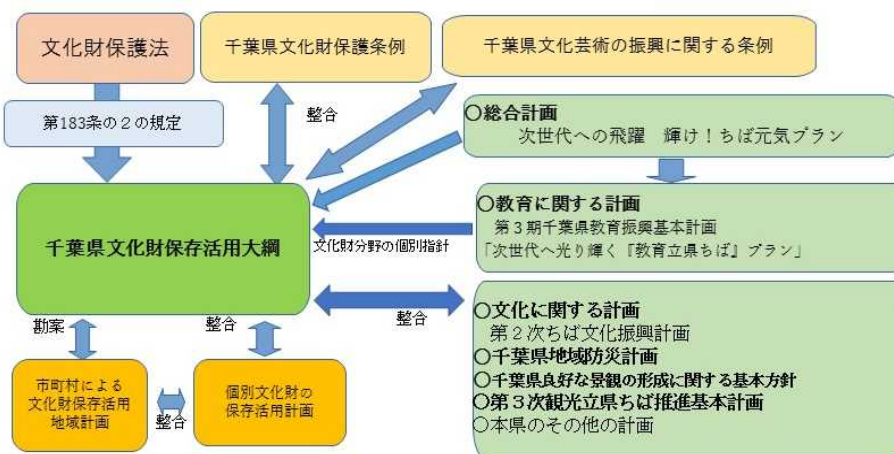 文化財保護法
千葉県文化財保護条例
千葉県文化芸術の振興に関する条例
第183条の２の規定
整合
〇総合計画
次世代への飛躍　輝け！ちば元気プラン
千葉県文化財保存活用大綱
文化財分野の個別指針
〇教育に関する計画
第３期千葉県教育振興基本計画
「次世代へ光り輝く『教育立県ちば』プラン」
整合
〇文化に関する計画
第２次ちば文化振興計画
〇千葉県地域防災計画
〇千葉県良好な景観の形成に関する基本方針
〇第３次観光立県ちば推進基本計画
〇本県のその他の計画
勘案
整合
市町村による
文化財保存活用
地域計画
整合
個別文化財の
保存活用計画